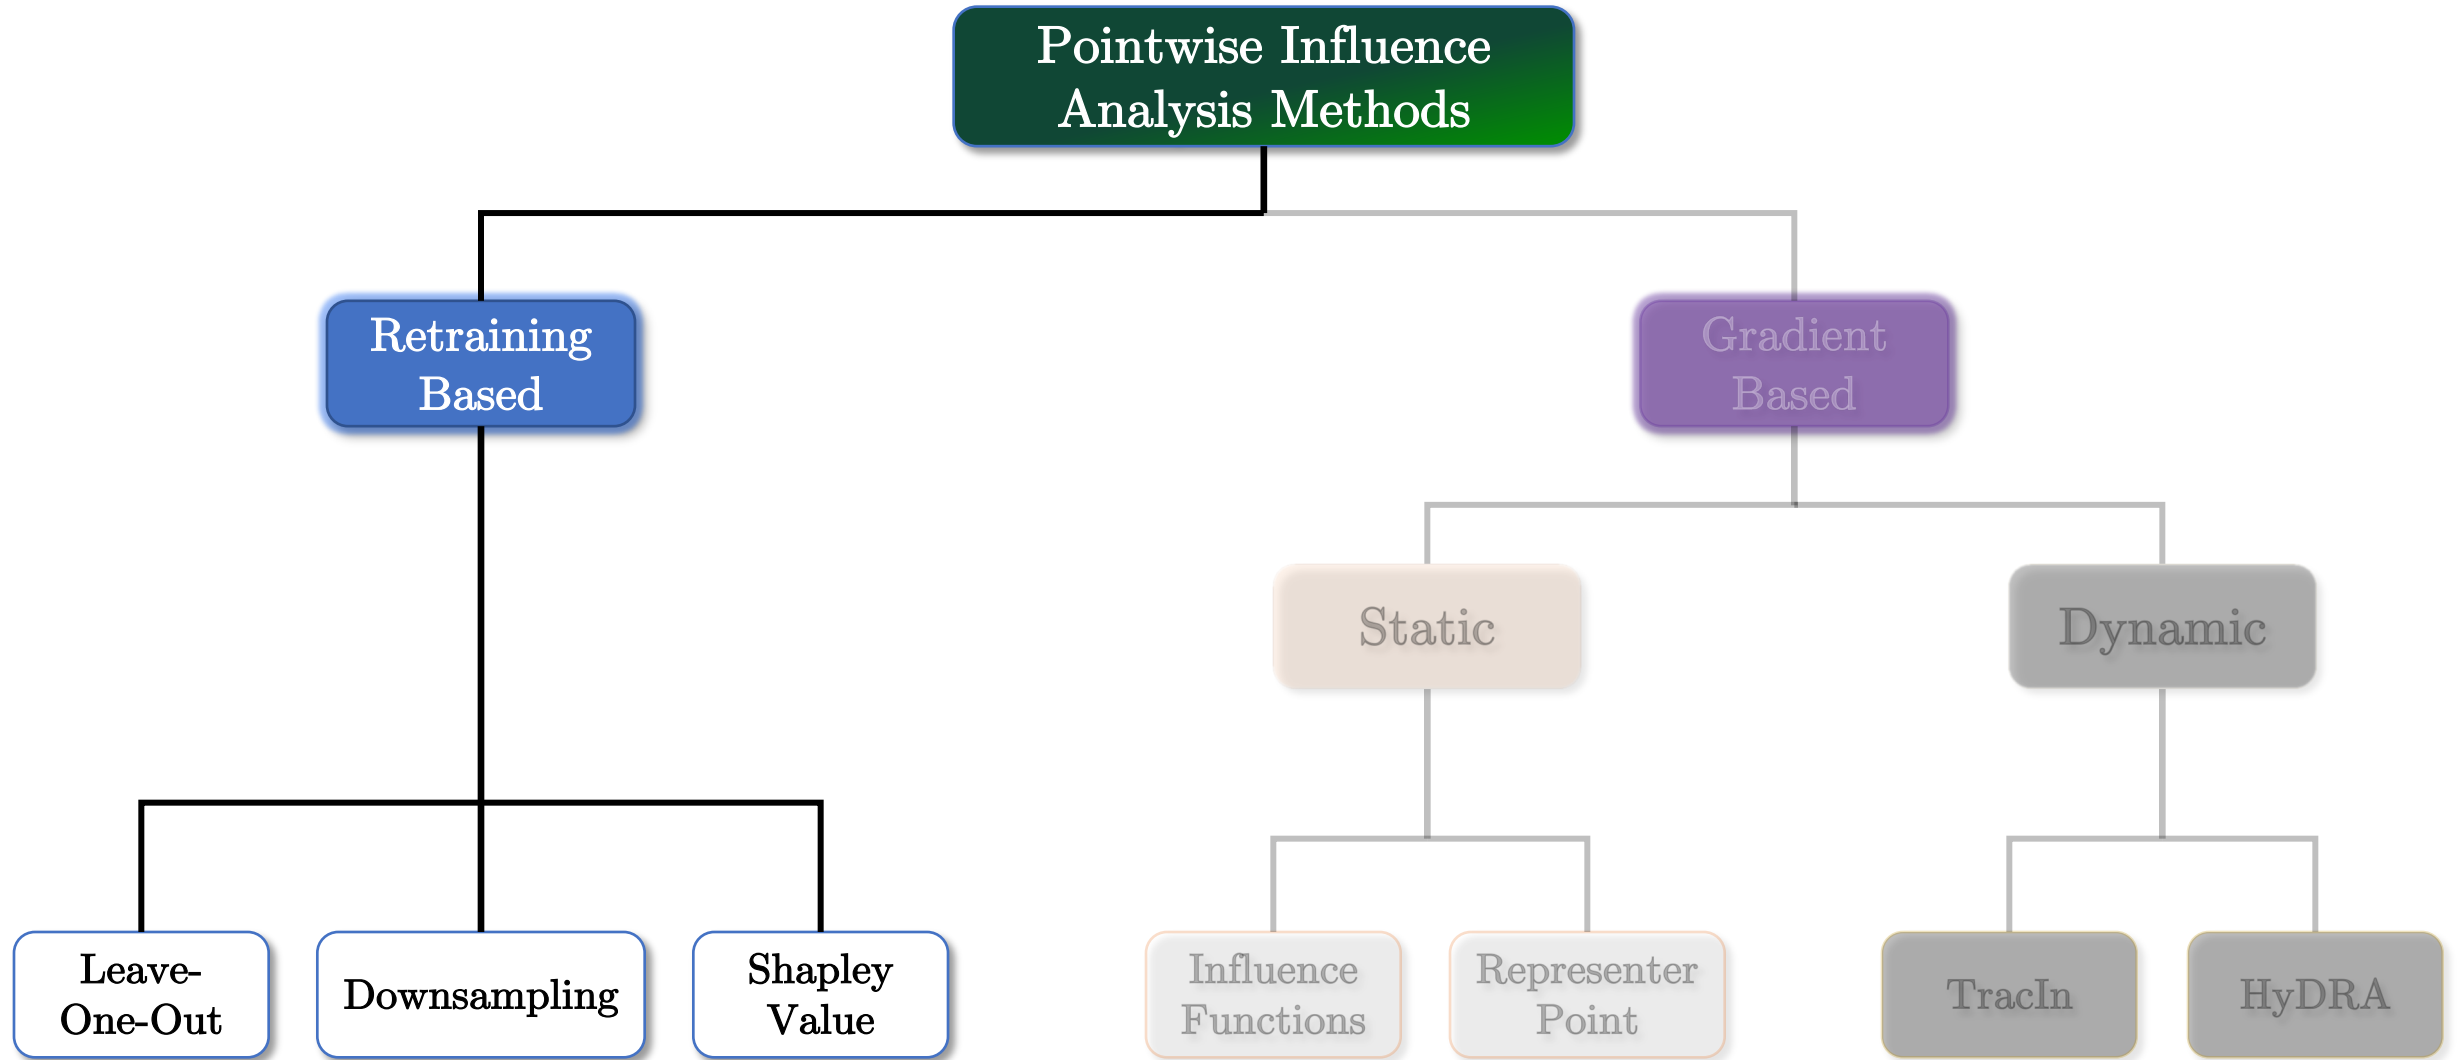 Pointwise Influence
Analysis Methods
Retraining
Based
Gradient
Based
Static
Dynamic
Leave-
One-Out
Downsampling
Shapley
Value
Influence
Functions
Representer
Point
TracIn
HyDRA